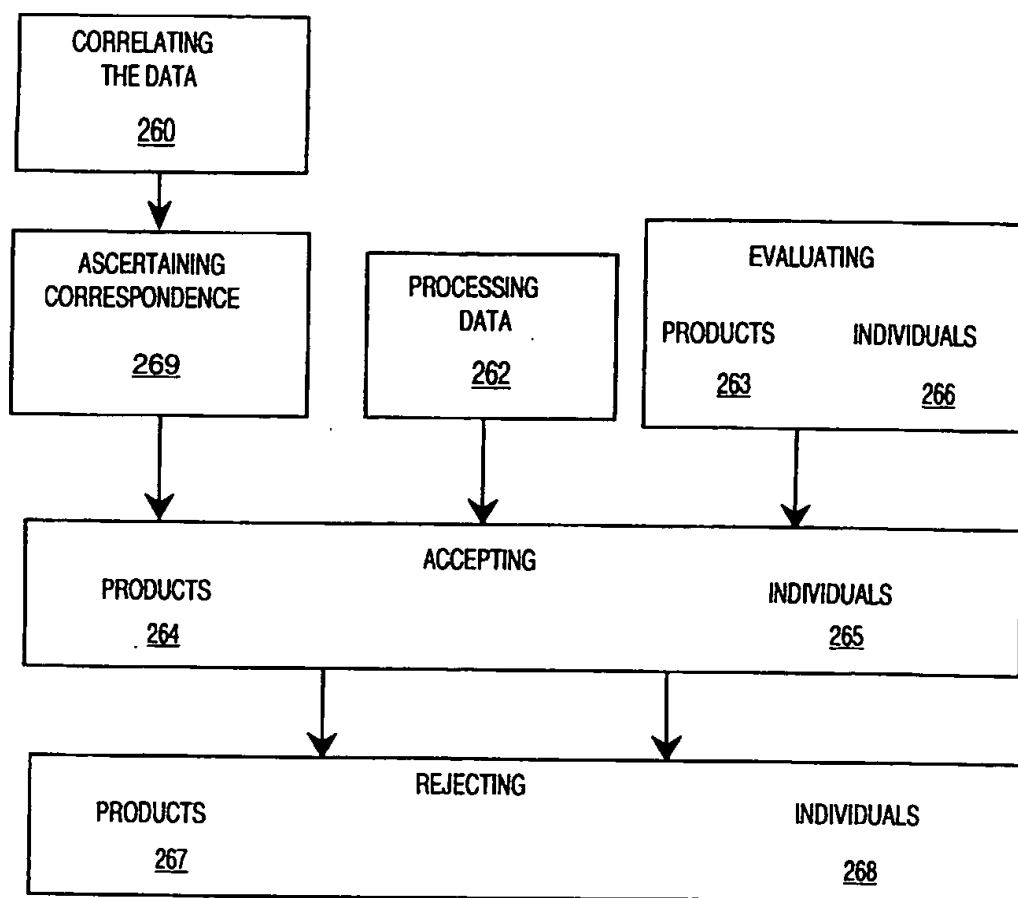 CORRELATING
THE DATA
260
ASCERTAINING
CORRESPONDENCE
269
PROCESSING
DATA
262
EVALUATING
PRODUCTS INDIVIDUALS
263 266
ACCEPTING
PRODUCTS INDIVIDUALS
264 265
REJECTING
PRODUCTS INDIVIDUALS
267 268